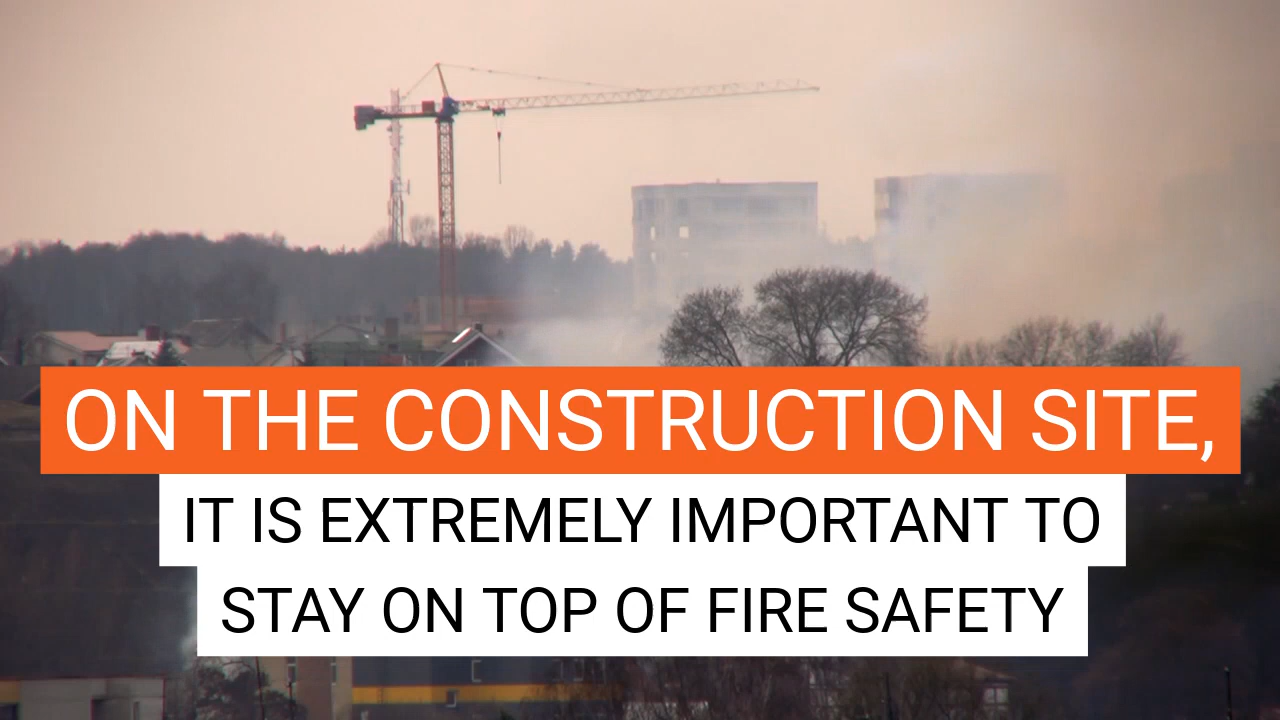 ON THE CONSTRUCTION SITE,
IT IS EXTREMELY IMPORTANT TO
STAY ON TOP OF FIRE SAFETY